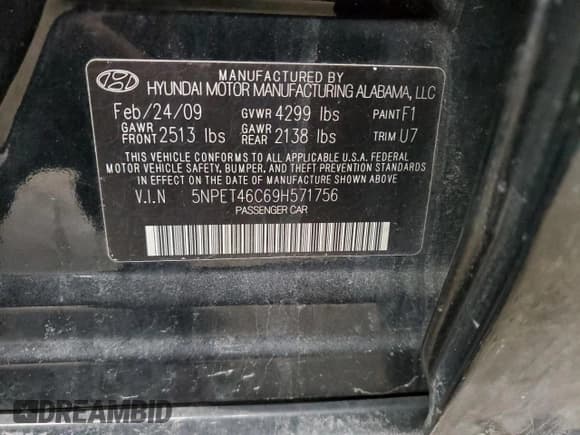 MANUFACTURED BY
HYUNDAI MOTOR MANUFACTURING ALABAMA, LLC
Feb/24/09 GVWR 4299 lbs PAINT F1
GAWR FRONT 2513 lbs GAWR REAR 2138 lbs TRIM U7
THIS VEHICLE CONFORMS TO ALL APPLICABLE U.S.A. FEDERAL
MOTOR VEHICLE SAFETY, BUMPER, AND THEFT PREVENTION STANDARDS
IN EFFECT ON THE DATE OF MANUFACTURE SHOWN ABOVE.
V.I.N 5NPET46C69H571756
PASSENGER CAR
DREAMBID